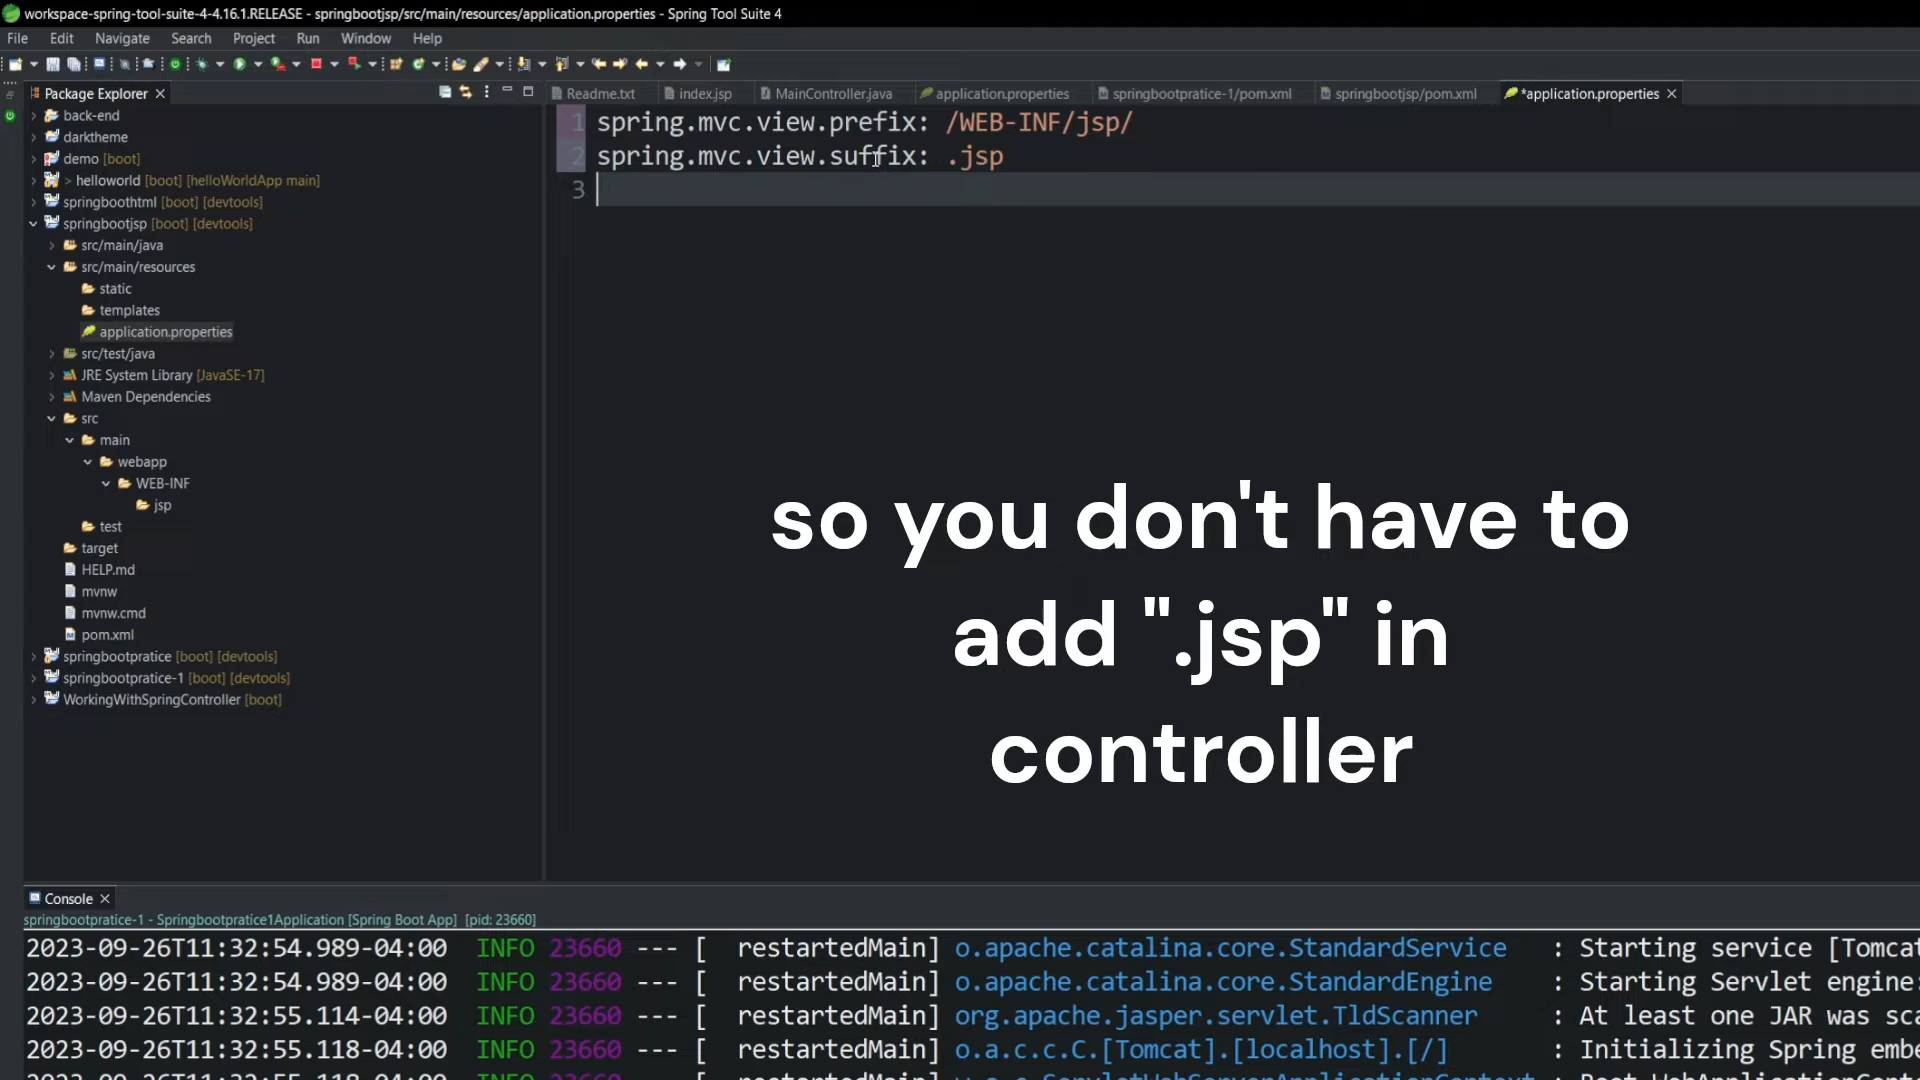 workspace-spring-tool-suite-4-4.16.1.RELEASE - springbootjsp/src/main/resources/application.properties - Spring Tool Suite 4
File Edit Navigate Search Project Run Window Help
Package Explorer
Readme.txt index.jsp MainController.java application.properties springbootpratice-1/pom.xml springbootjsp/pom.xml *application.properties
back-end
darktheme
demo [boot]
> helloworld [boot] [helloWorldApp main]
springboothtml [boot] [devtools]
springbootjsp [boot] [devtools]
src/main/java
src/main/resources
static
templates
application.properties
src/test/java
JRE System Library [JavaSE-17]
Maven Dependencies
src
main
webapp
WEB-INF
jsp
test
target
HELP.md
mvnw
mvnw.cmd
pom.xml
springbootpratice [boot] [devtools]
springbootpratice-1 [boot] [devtools]
WorkingWithSpringController [boot]
1 spring.mvc.view.prefix: /WEB-INF/jsp/
2 spring.mvc.view.suffix: .jsp
3
so you don't have to
add ".jsp" in
controller
Console
springbootpratice-1 - Springbootpratice1Application [Spring Boot App] [pid: 23660]
2023-09-26T11:32:54.989-04:00 INFO 23660 --- [ restartedMain] o.apache.catalina.core.StandardService : Starting service [Tomcat
2023-09-26T11:32:54.989-04:00 INFO 23660 --- [ restartedMain] o.apache.catalina.core.StandardEngine : Starting Servlet engine:
2023-09-26T11:32:55.114-04:00 INFO 23660 --- [ restartedMain] org.apache.jasper.servlet.TldScanner : At least one JAR was sca
2023-09-26T11:32:55.118-04:00 INFO 23660 --- [ restartedMain] o.a.c.c.C.[Tomcat].[localhost].[/] : Initializing Spring embe